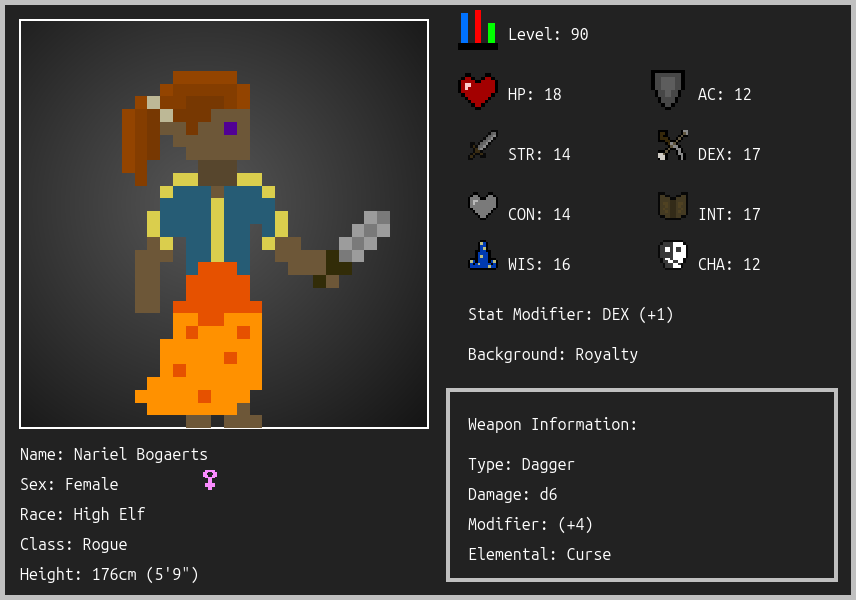 Level: 90
HP: 18
AC: 12
STR: 14
DEX: 17
CON: 14
INT: 17
WIS: 16
CHA: 12
Stat Modifier: DEX (+1)
Background: Royalty
Weapon Information:
Type: Dagger
Damage: d6
Modifier: (+4)
Elemental: Curse
Name: Nariel Bogaerts
Sex: Female
Race: High Elf
Class: Rogue
Height: 176cm (5'9")